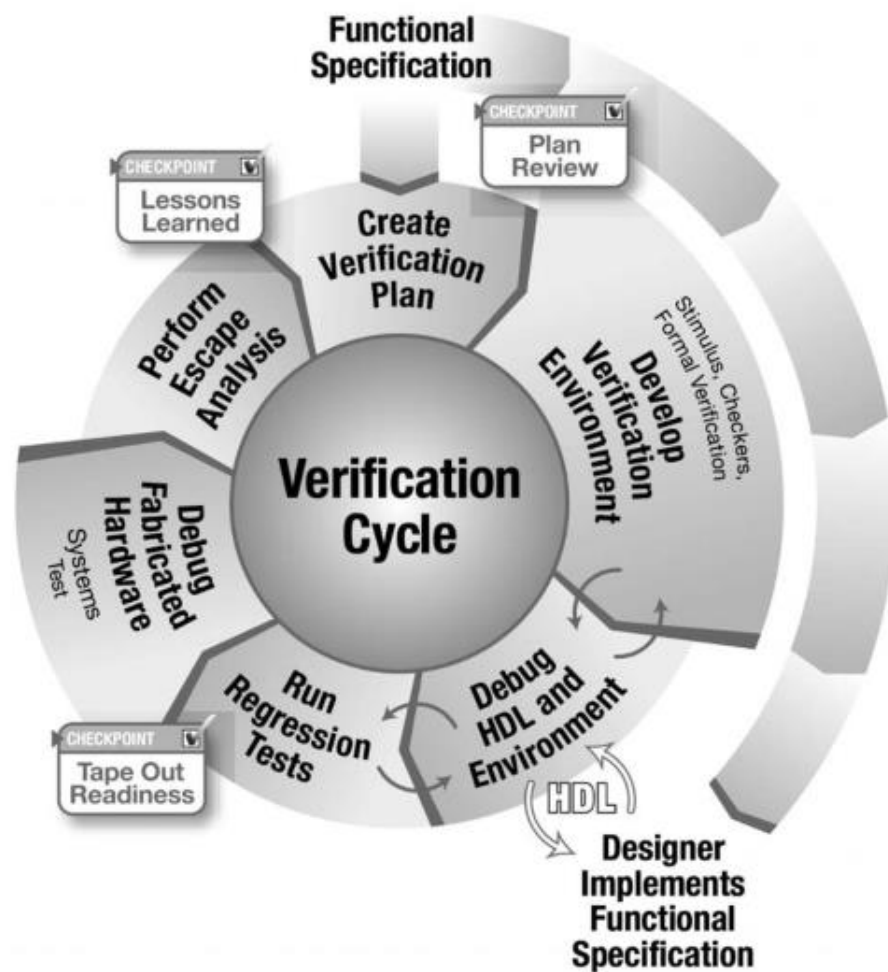 Functional
Specification
CHECKPOINT
Plan
Review
CHECKPOINT
Lessons
Learned
Create
Verification
Plan
Stimulus, Checkers,
Formal Verification
Develop
Verification
Environment
Perform
Escape
Analysis
Verification
Cycle
Debug
Fabricated
Hardware
Systems
Test
Debug
HDL and
Environment
Run
Regression
Tests
CHECKPOINT
Tape Out
Readiness
HDL
Designer
Implements
Functional
Specification